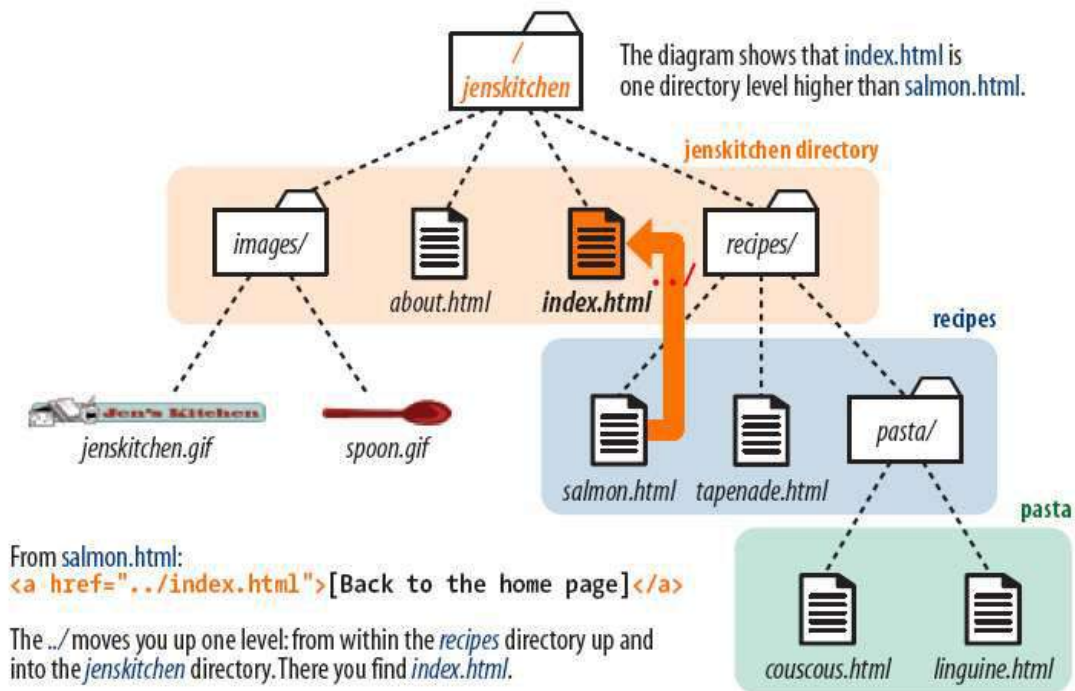 /
jenskitchen
The diagram shows that index.html is
one directory level higher than salmon.html.
jenskitchen directory
images/
about.html
index.html
../
recipes/
recipes
Jen's Kitchen
jenskitchen.gif
spoon.gif
salmon.html
tapenade.html
pasta/
pasta
couscous.html
linguine.html
From salmon.html:
<a href="../index.html">[Back to the home page]</a>
The ../ moves you up one level: from within the recipes directory up and
into the jenskitchen directory. There you find index.html.